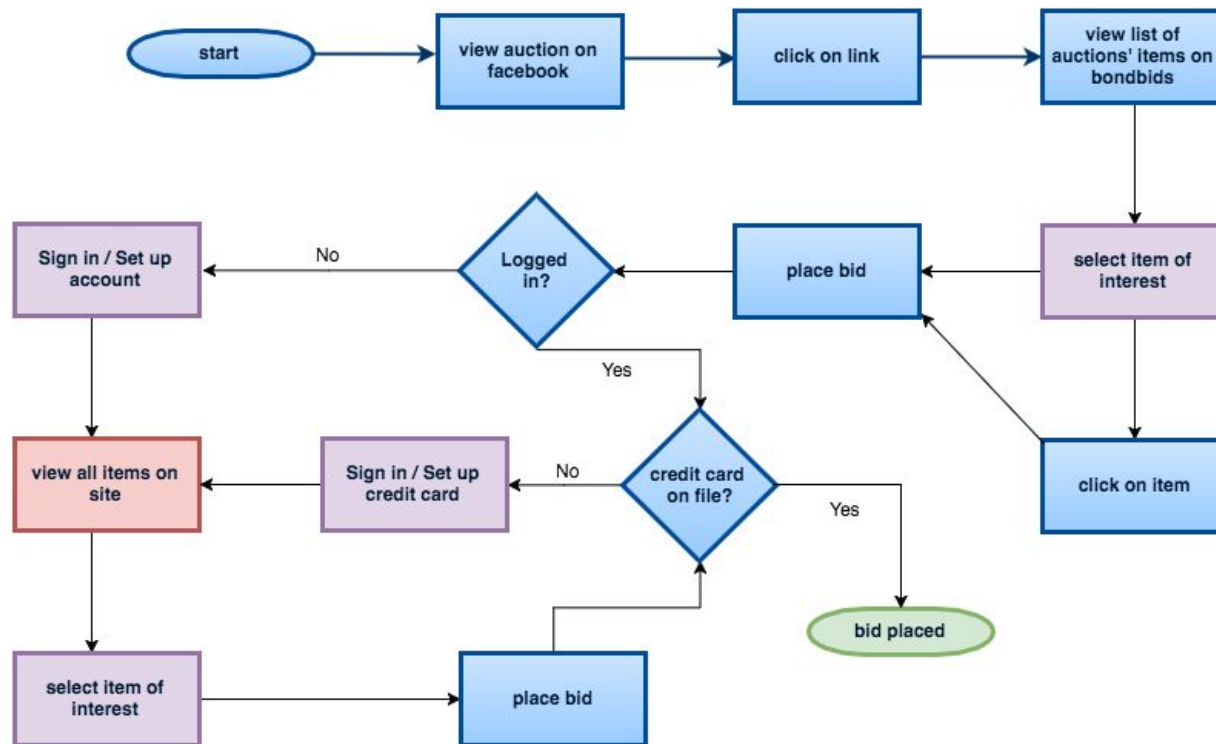 start
view auction on
facebook
click on link
view list of
auctions' items on
bondbids
Sign in / Set up
account
No
Logged
in?
place bid
select item of
interest
Yes
view all items on
site
Sign in / Set up
credit card
No
credit card
on file?
Yes
click on item
bid placed
select item of
interest
place bid